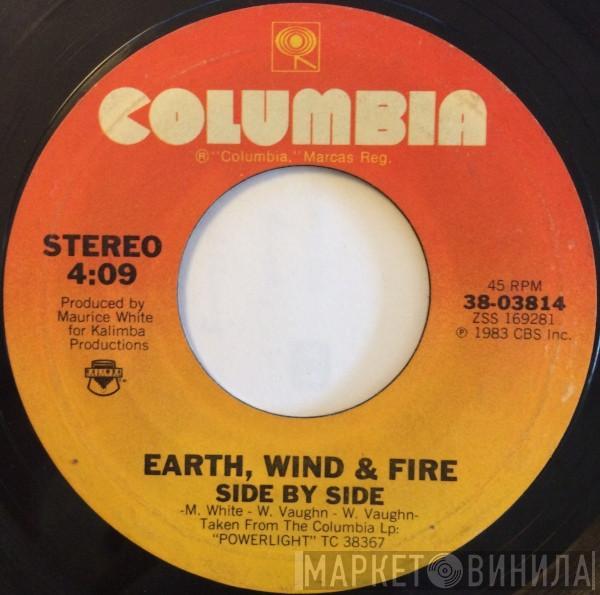 COLUMBIA
® "Columbia," Marcas Reg.
STEREO
4:09
Produced by
Maurice White
for Kalimba
Productions
KALIMBA
45 RPM
38-03814
ZSS 169281
℗ 1983 CBS Inc.
EARTH, WIND & FIRE
SIDE BY SIDE
-M. White - W. Vaughn - W. Vaughn-
Taken From The Columbia Lp:
"POWERLIGHT" TC 38367
МАРКЕТ ВИНИЛА